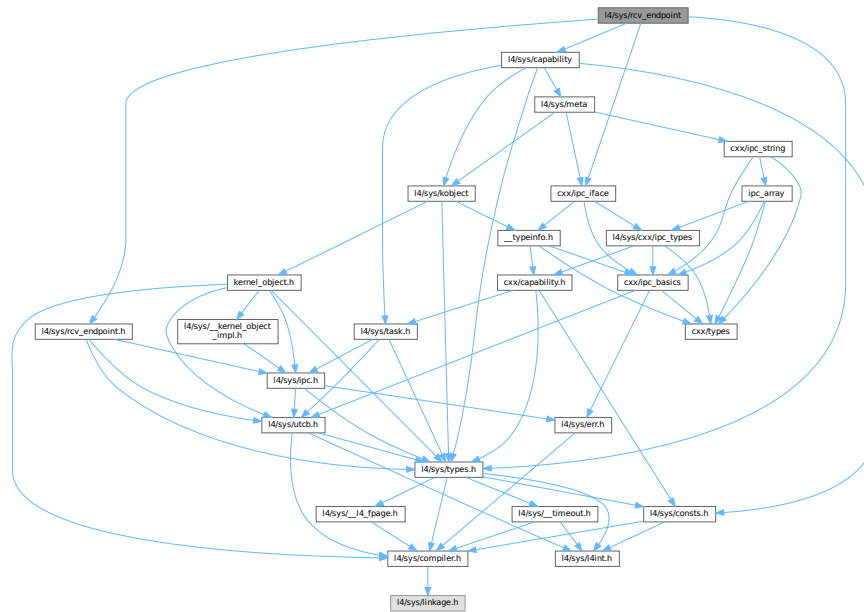 l4/sys/rcv_endpoint
l4/sys/capability
l4/sys/meta
cxx/ipc_string
l4/sys/kobject
cxx/ipc_iface
ipc_array
__typeinfo.h
l4/sys/cxx/ipc_types
kernel_object.h
cxx/capability.h
cxx/ipc_basics
l4/sys/rcv_endpoint.h
l4/sys/__kernel_object
_impl.h
l4/sys/task.h
cxx/types
l4/sys/ipc.h
l4/sys/utcb.h
l4/sys/err.h
l4/sys/types.h
l4/sys/__l4_fpage.h
l4/sys/__timeout.h
l4/sys/consts.h
l4/sys/compiler.h
l4/sys/l4int.h
l4/sys/linkage.h